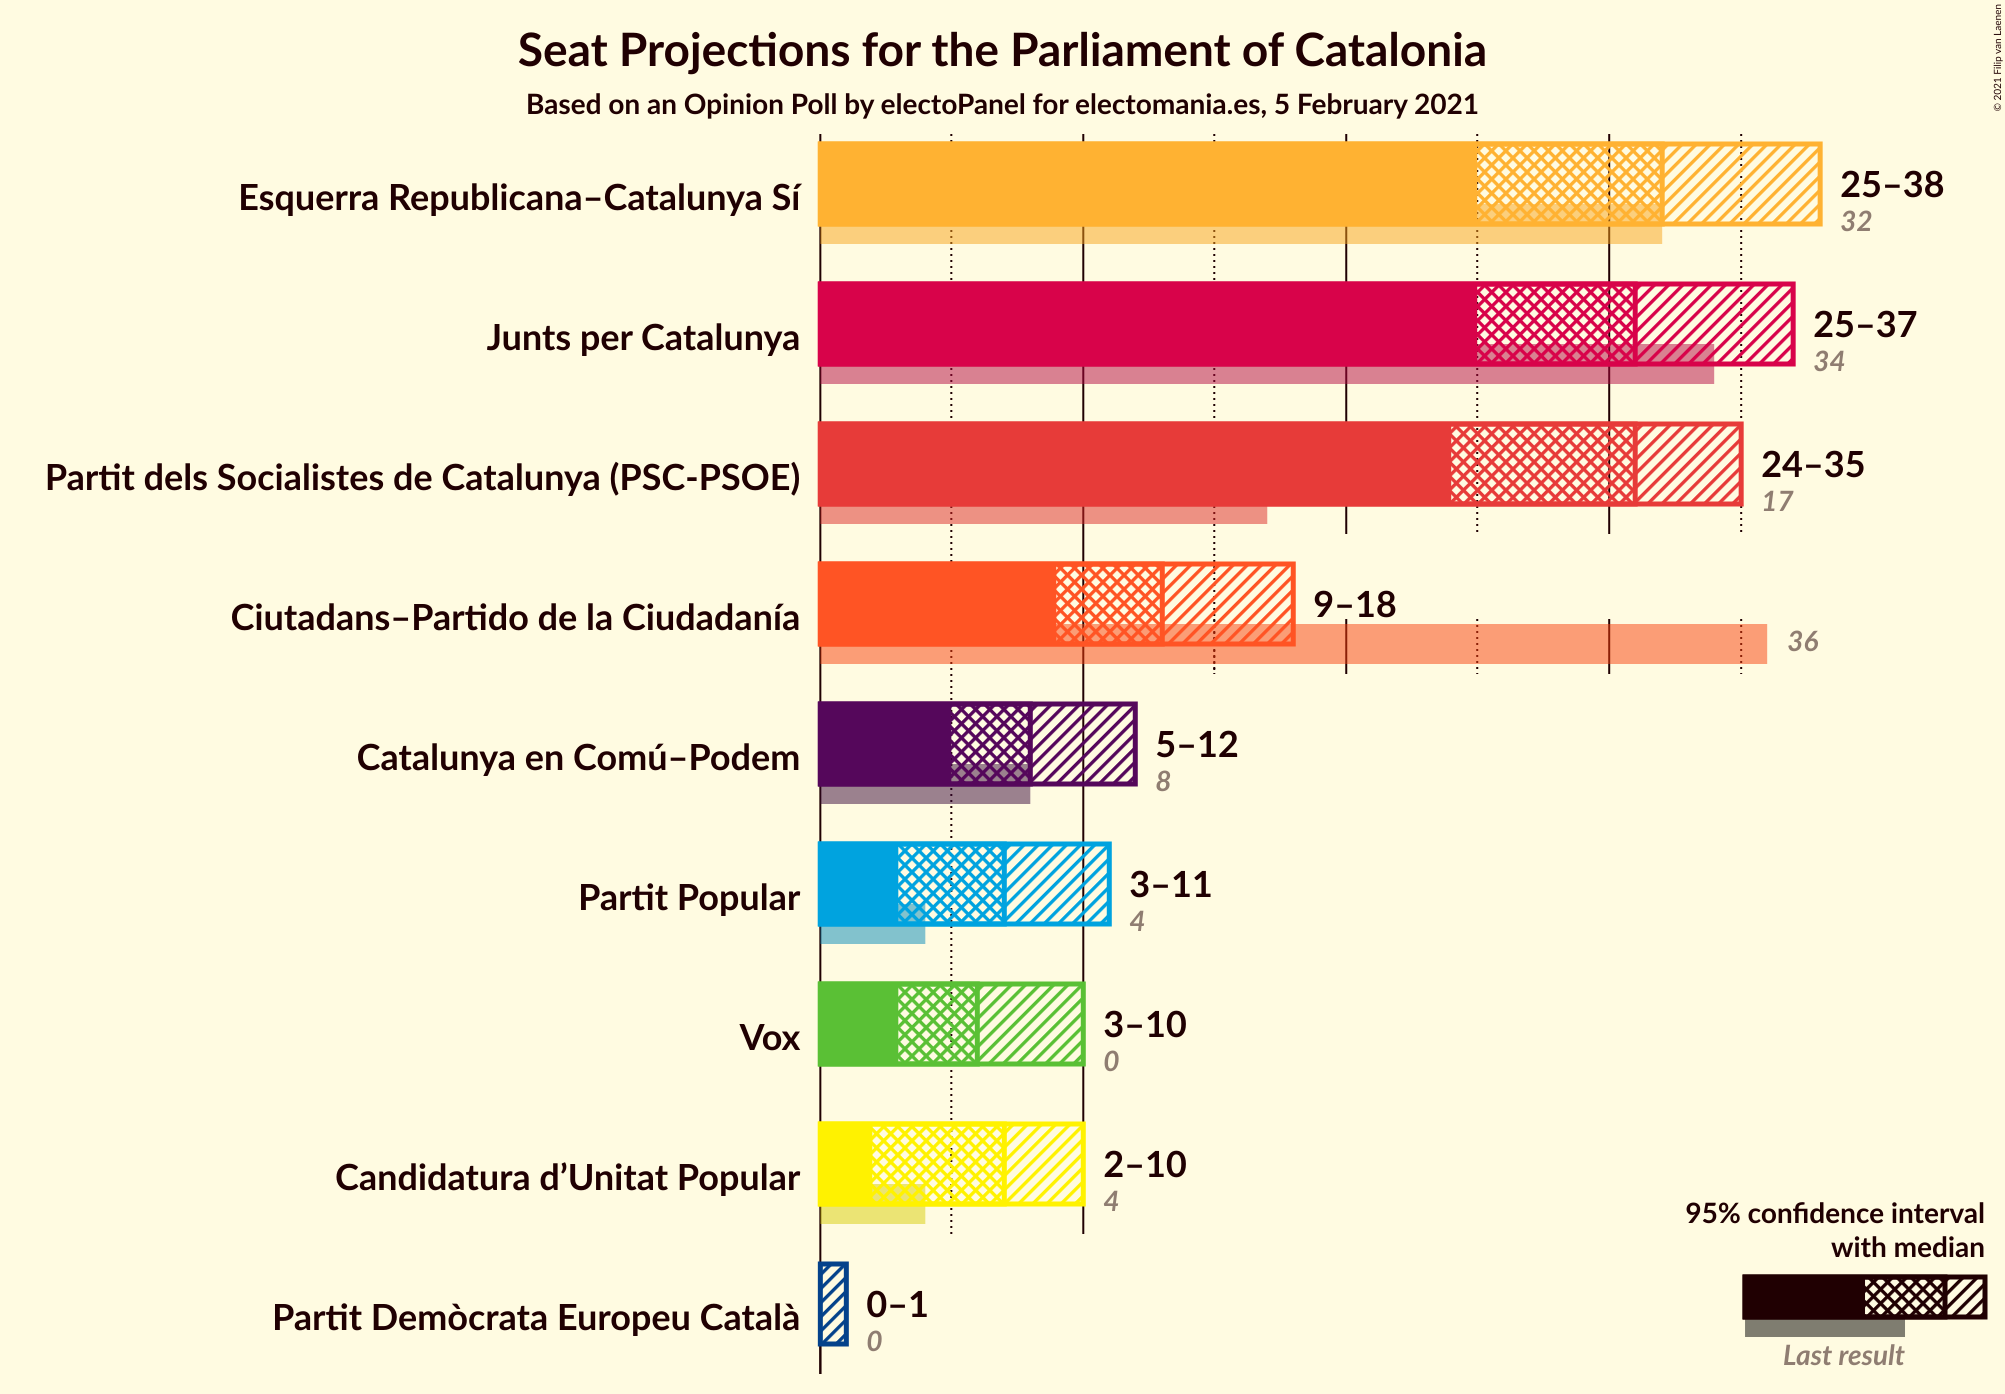 Seat Projections for the Parliament of Catalonia
Based on an Opinion Poll by electoPanel for electomania.es, 5 February 2021
© 2021 Filip van Laenen
Esquerra Republicana–Catalunya Sí
25–38
32
Junts per Catalunya
25–37
34
Partit dels Socialistes de Catalunya (PSC-PSOE)
24–35
17
Ciutadans–Partido de la Ciudadanía
9–18
36
Catalunya en Comú–Podem
5–12
8
Partit Popular
3–11
4
Vox
3–10
0
Candidatura d’Unitat Popular
2–10
4
Partit Demòcrata Europeu Català
0–1
0
95% confidence interval
with median
Last result